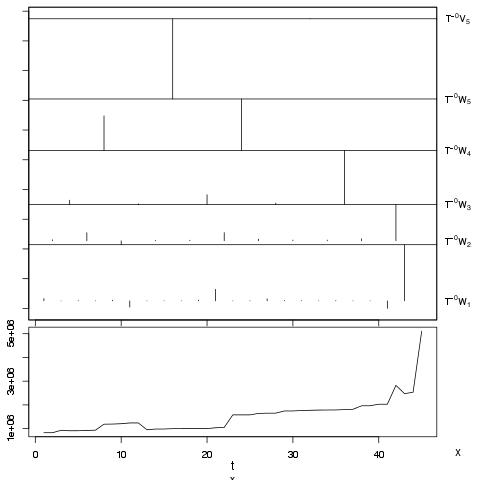 T⁻⁰V₅
T⁻⁰W₅
T⁻⁰W₄
T⁻⁰W₃
T⁻⁰W₂
T⁻⁰W₁
5e+06
3e+06
1e+06
0 10 20 30 40
t
x
X